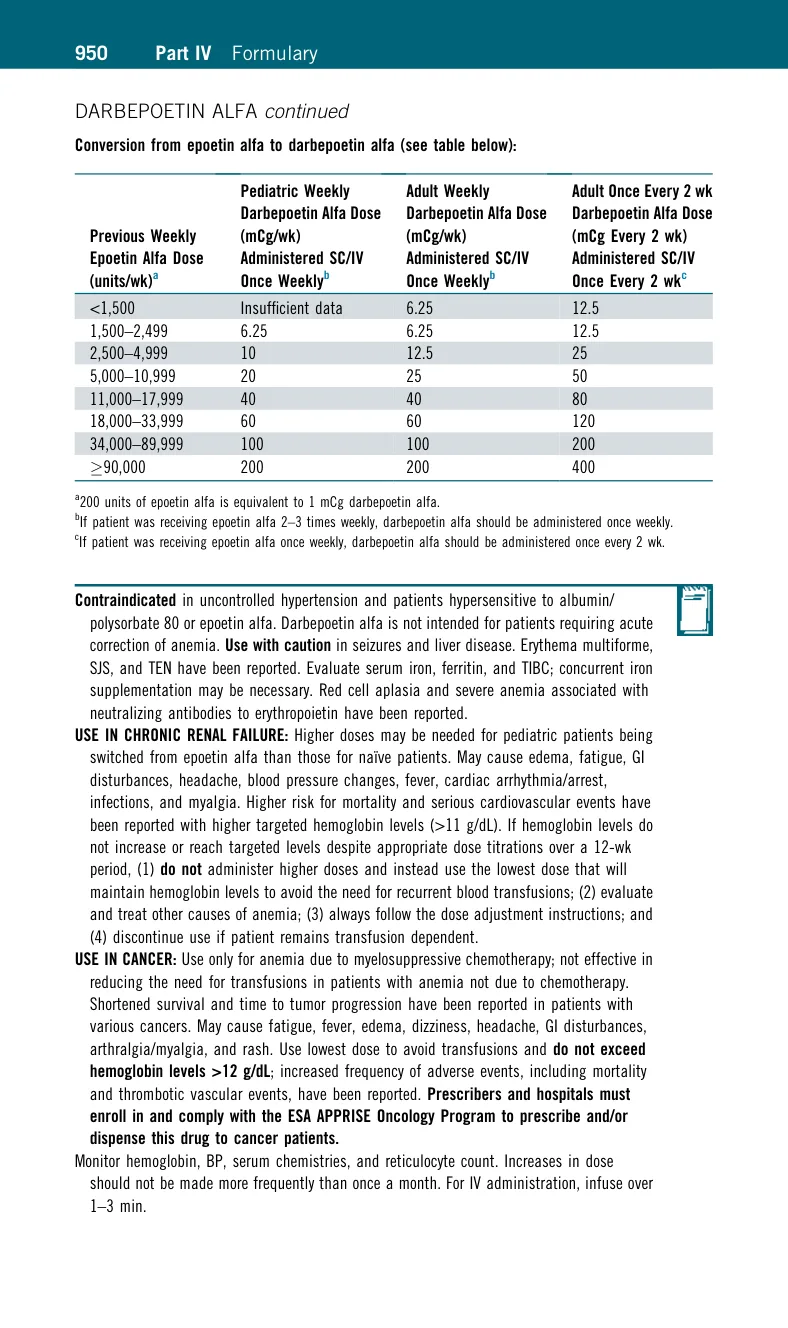 950 Part IV Formulary
DARBEPOETIN ALFA continued
Conversion from epoetin alfa to darbepoetin alfa (see table below):
Previous Weekly Epoetin Alfa Dose (units/wk)a Pediatric Weekly Darbepoetin Alfa Dose (mCg/wk) Administered SC/IV Once Weeklyb Adult Weekly Darbepoetin Alfa Dose (mCg/wk) Administered SC/IV Once Weeklyb Adult Once Every 2 wk Darbepoetin Alfa Dose (mCg Every 2 wk) Administered SC/IV Once Every 2 wkc
<1,500 Insufficient data 6.25 12.5
1,500–2,499 6.25 6.25 12.5
2,500–4,999 10 12.5 25
5,000–10,999 20 25 50
11,000–17,999 40 40 80
18,000–33,999 60 60 120
34,000–89,999 100 100 200
≥90,000 200 200 400
a200 units of epoetin alfa is equivalent to 1 mCg darbepoetin alfa.
bIf patient was receiving epoetin alfa 2–3 times weekly, darbepoetin alfa should be administered once weekly.
cIf patient was receiving epoetin alfa once weekly, darbepoetin alfa should be administered once every 2 wk.
Contraindicated in uncontrolled hypertension and patients hypersensitive to albumin/
polysorbate 80 or epoetin alfa. Darbepoetin alfa is not intended for patients requiring acute
correction of anemia. Use with caution in seizures and liver disease. Erythema multiforme,
SJS, and TEN have been reported. Evaluate serum iron, ferritin, and TIBC; concurrent iron
supplementation may be necessary. Red cell aplasia and severe anemia associated with
neutralizing antibodies to erythropoietin have been reported.
USE IN CHRONIC RENAL FAILURE: Higher doses may be needed for pediatric patients being
switched from epoetin alfa than those for naïve patients. May cause edema, fatigue, GI
disturbances, headache, blood pressure changes, fever, cardiac arrhythmia/arrest,
infections, and myalgia. Higher risk for mortality and serious cardiovascular events have
been reported with higher targeted hemoglobin levels (>11 g/dL). If hemoglobin levels do
not increase or reach targeted levels despite appropriate dose titrations over a 12-wk
period, (1) do not administer higher doses and instead use the lowest dose that will
maintain hemoglobin levels to avoid the need for recurrent blood transfusions; (2) evaluate
and treat other causes of anemia; (3) always follow the dose adjustment instructions; and
(4) discontinue use if patient remains transfusion dependent.
USE IN CANCER: Use only for anemia due to myelosuppressive chemotherapy; not effective in
reducing the need for transfusions in patients with anemia not due to chemotherapy.
Shortened survival and time to tumor progression have been reported in patients with
various cancers. May cause fatigue, fever, edema, dizziness, headache, GI disturbances,
arthralgia/myalgia, and rash. Use lowest dose to avoid transfusions and do not exceed
hemoglobin levels >12 g/dL; increased frequency of adverse events, including mortality
and thrombotic vascular events, have been reported. Prescribers and hospitals must
enroll in and comply with the ESA APPRISE Oncology Program to prescribe and/or
dispense this drug to cancer patients.
Monitor hemoglobin, BP, serum chemistries, and reticulocyte count. Increases in dose
should not be made more frequently than once a month. For IV administration, infuse over
1–3 min.